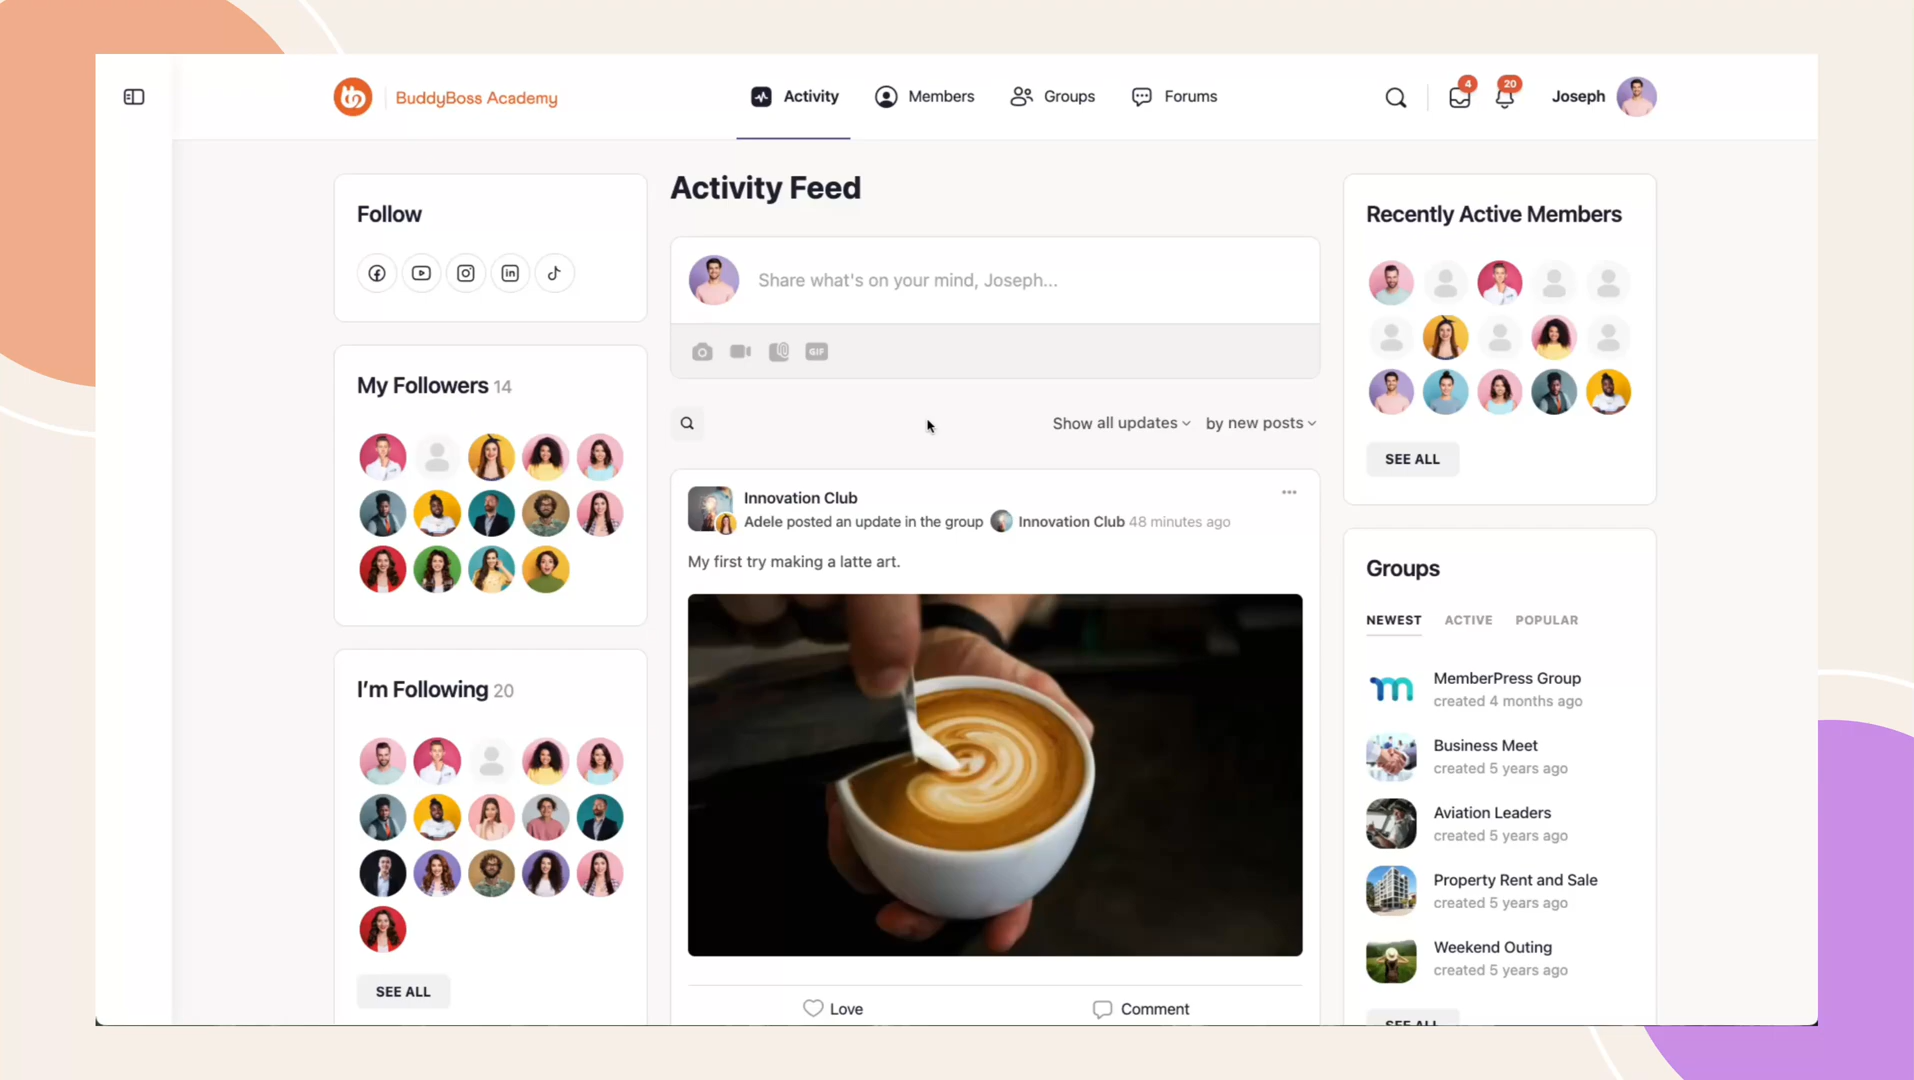 BuddyBoss Academy
Activity
Members
Groups
Forums
4
20
Joseph
Follow
My Followers 14
I'm Following 20
SEE ALL
Activity Feed
Share what's on your mind, Joseph...
GIF
Show all updates
by new posts
Innovation Club
Adele posted an update in the group Innovation Club 48 minutes ago
My first try making a latte art.
Love
Comment
Recently Active Members
SEE ALL
Groups
NEWEST ACTIVE POPULAR
MemberPress Group
created 4 months ago
Business Meet
created 5 years ago
Aviation Leaders
created 5 years ago
Property Rent and Sale
created 5 years ago
Weekend Outing
created 5 years ago
SEE ALL